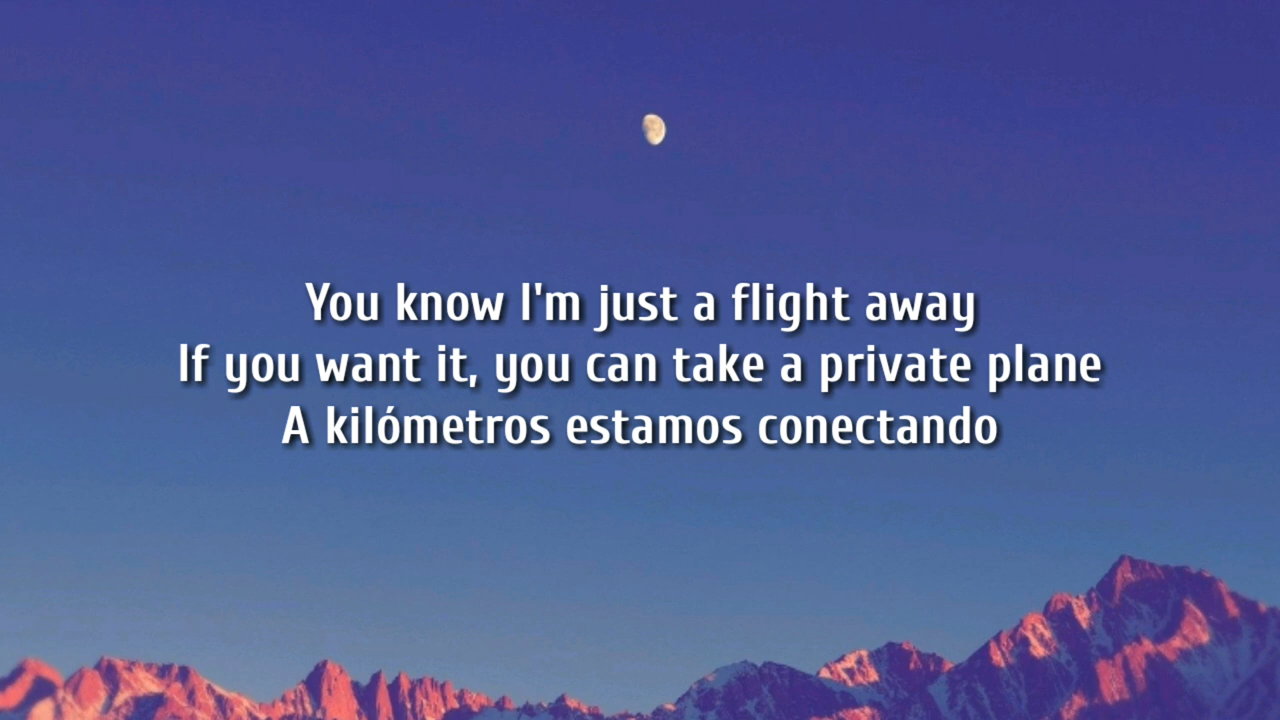 You know I'm just a flight away
If you want it, you can take a private plane
A kilómetros estamos conectando